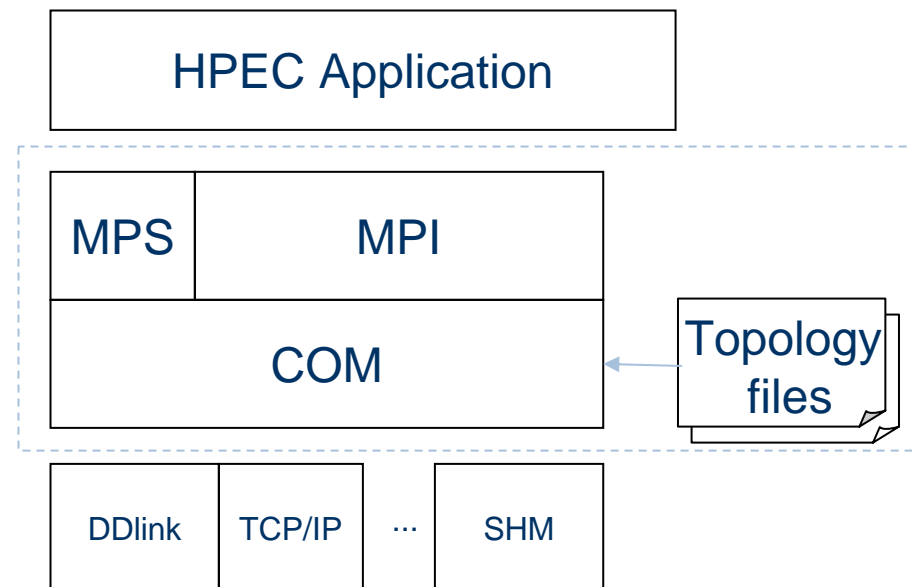 HPEC Application
MPS MPI
COM
Topology
files
DDlink TCP/IP ... SHM